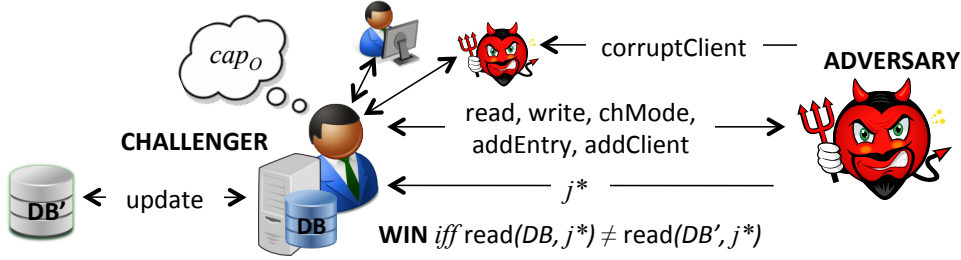 cap_O
corruptClient
ADVERSARY
CHALLENGER
read, write, chMode,
addEntry, addClient
DB'
update
DB
j*
WIN iff read(DB, j*) ≠ read(DB', j*)